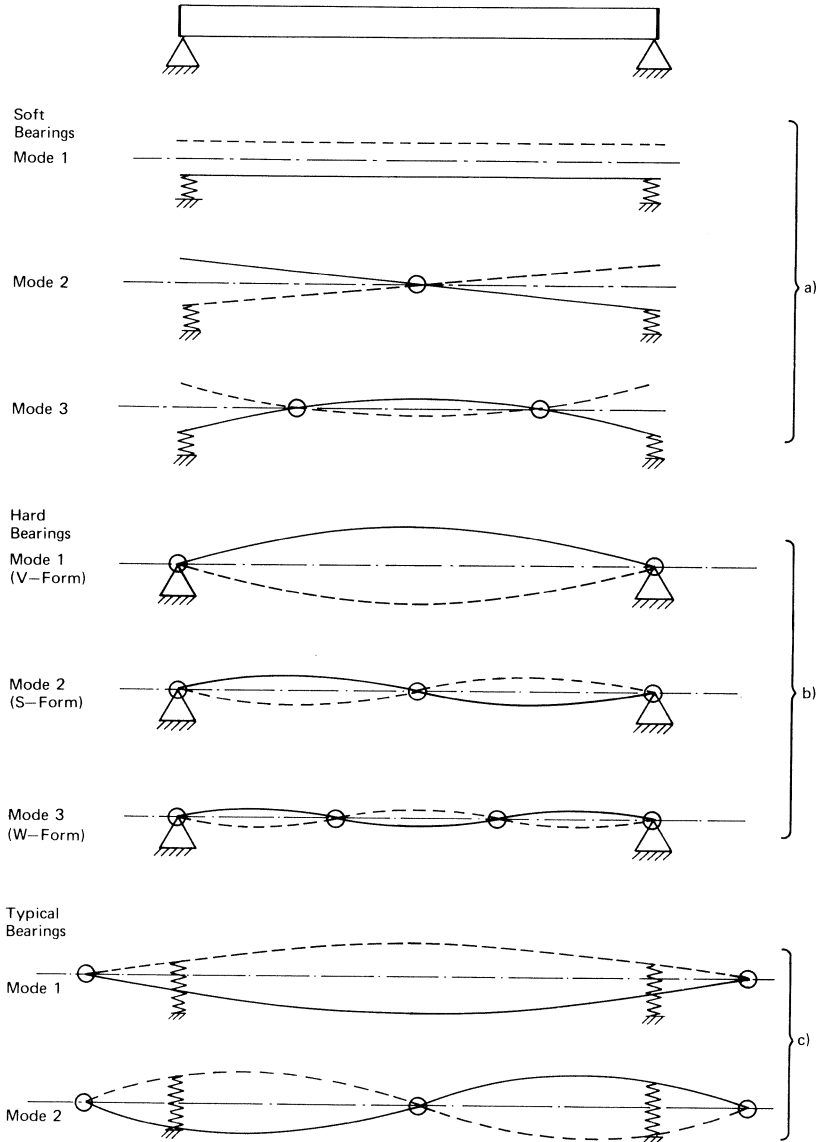 Soft
Bearings
Mode 1
Mode 2
a)
Mode 3
Hard
Bearings
Mode 1
(V—Form)
Mode 2
(S—Form)
b)
Mode 3
(W—Form)
Typical
Bearings
Mode 1
c)
Mode 2